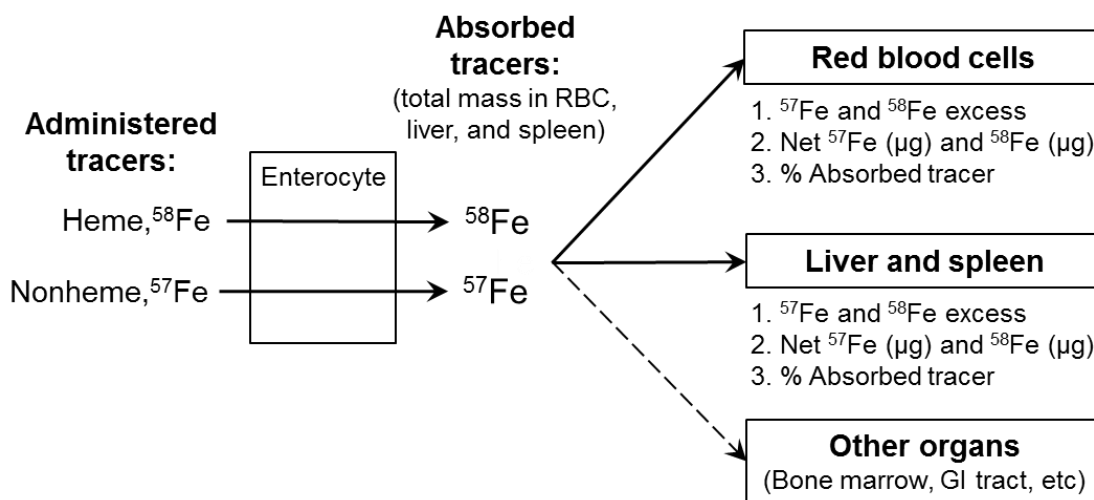 Administered
tracers:
Heme,⁵⁸Fe
Nonheme,⁵⁷Fe
Enterocyte
Absorbed
tracers:
(total mass in RBC,
liver, and spleen)
⁵⁸Fe
⁵⁷Fe
Red blood cells
1. ⁵⁷Fe and ⁵⁸Fe excess
2. Net ⁵⁷Fe (µg) and ⁵⁸Fe (µg)
3. % Absorbed tracer
Liver and spleen
1. ⁵⁷Fe and ⁵⁸Fe excess
2. Net ⁵⁷Fe (µg) and ⁵⁸Fe (µg)
3. % Absorbed tracer
Other organs
(Bone marrow, GI tract, etc)